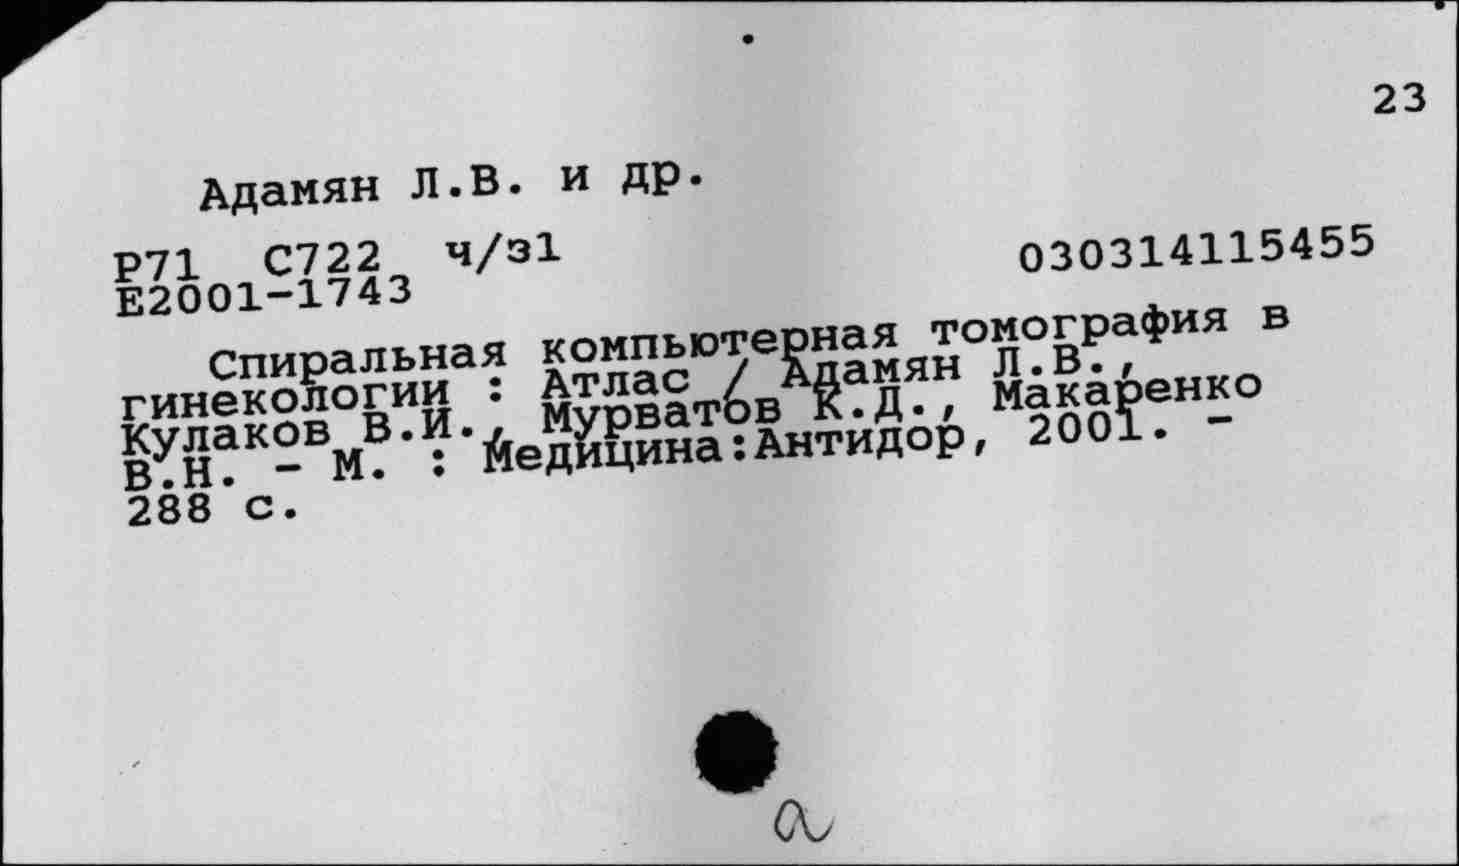 23
Адамян Л.В. и др.
Р71 С722 ч/з1 030314115455
Е2001-1743
Спиральная компьютерная томография в
гинекологии : Атлас / Адамян Л.В.,
Кулаков В.И., Мурватов К.Д., Макаренко
В.Н. - М. : Медицина:Антидор, 2001. -
288 с.